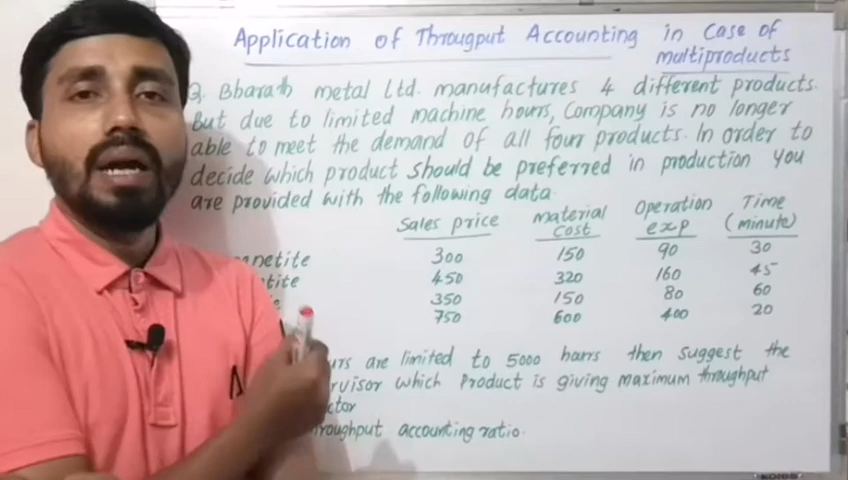 Application of Througput Accounting in Case of
multiproducts
Q. Bharath metal Ltd. manufactures 4 different products.
But due to limited machine hours, Company is no longer
able to meet the demand of all four products. In order to
decide which product should be preferred in production you
are provided with the following data.
Sales price material cost Operation exp Time (minute)
300 150 90 30
450 320 160 45
350 150 80 60
750 600 400 20
are limited to 5000 hours then suggest the
which Product is giving maximum throughput
accounting ratio.